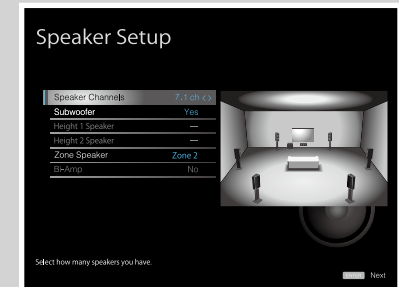 Speaker Setup
Speaker Channels 7.1 ch <>
Subwoofer Yes
Height 1 Speaker ---
Height 2 Speaker ---
Zone Speaker Zone 2
Bi-Amp No
Select how many speakers you have.
ENTER Next